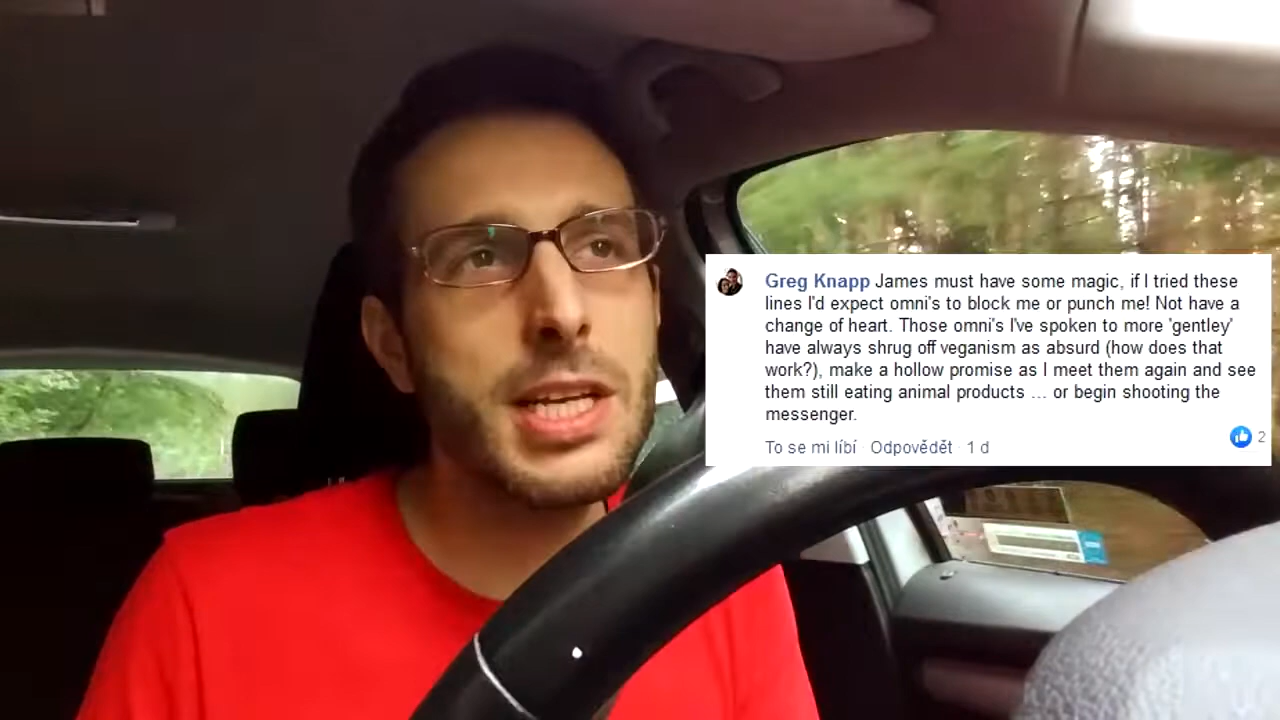 Greg Knapp James must have some magic, if I tried these
lines I'd expect omni's to block me or punch me! Not have a
change of heart. Those omni's I've spoken to more 'gentley'
have always shrug off veganism as absurd (how does that
work?), make a hollow promise as I meet them again and see
them still eating animal products ... or begin shooting the
messenger.
To se mi líbí · Odpovědět · 1 d
2